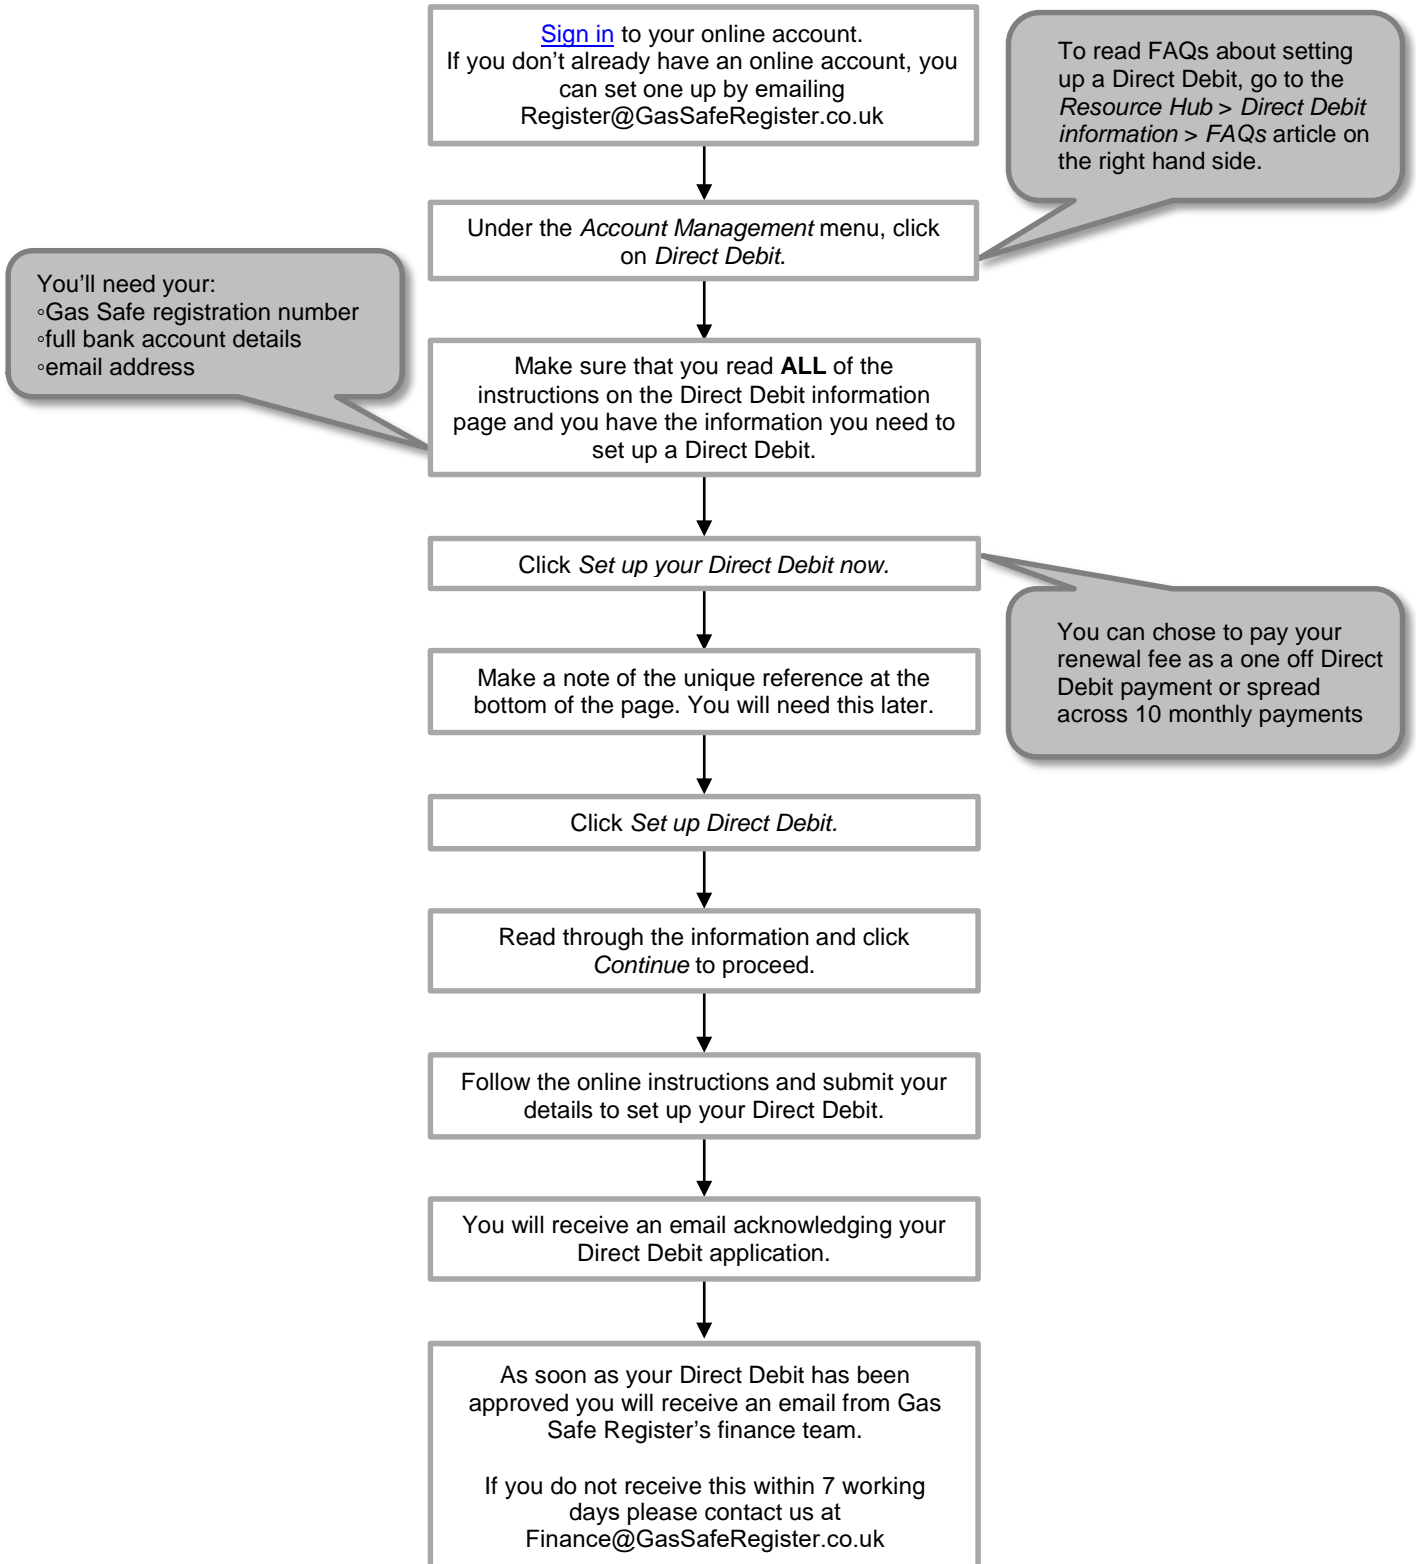 Sign in to your online account.
If you don’t already have an online account, you
can set one up by emailing
Register@GasSafeRegister.co.uk
To read FAQs about setting
up a Direct Debit, go to the
Resource Hub > Direct Debit
information > FAQs article on
the right hand side.
Under the Account Management menu, click
on Direct Debit.
You’ll need your:
◦Gas Safe registration number
◦full bank account details
◦email address
Make sure that you read ALL of the
instructions on the Direct Debit information
page and you have the information you need to
set up a Direct Debit.
Click Set up your Direct Debit now.
You can chose to pay your
renewal fee as a one off Direct
Debit payment or spread
across 10 monthly payments
Make a note of the unique reference at the
bottom of the page. You will need this later.
Click Set up Direct Debit.
Read through the information and click
Continue to proceed.
Follow the online instructions and submit your
details to set up your Direct Debit.
You will receive an email acknowledging your
Direct Debit application.
As soon as your Direct Debit has been
approved you will receive an email from Gas
Safe Register’s finance team.
If you do not receive this within 7 working
days please contact us at
Finance@GasSafeRegister.co.uk